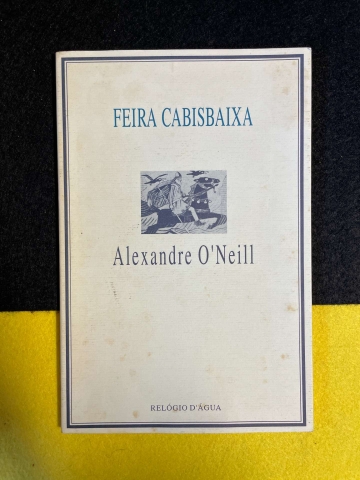 FEIRA CABISBAIXA
Alexandre O'Neill
RELÓGIO D'ÁGUA